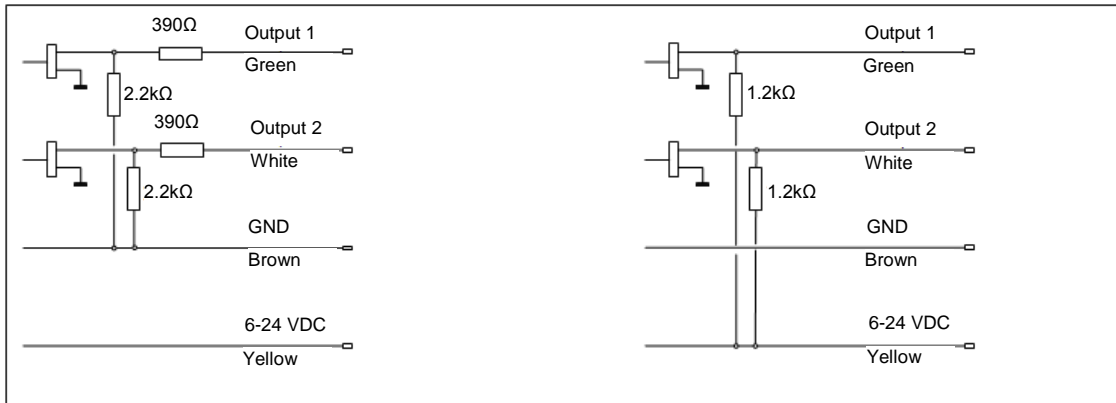 390Ω
Output 1
Green
2.2kΩ
390Ω
Output 2
White
2.2kΩ
GND
Brown
6-24 VDC
Yellow
Output 1
Green
1.2kΩ
Output 2
White
1.2kΩ
GND
Brown
6-24 VDC
Yellow